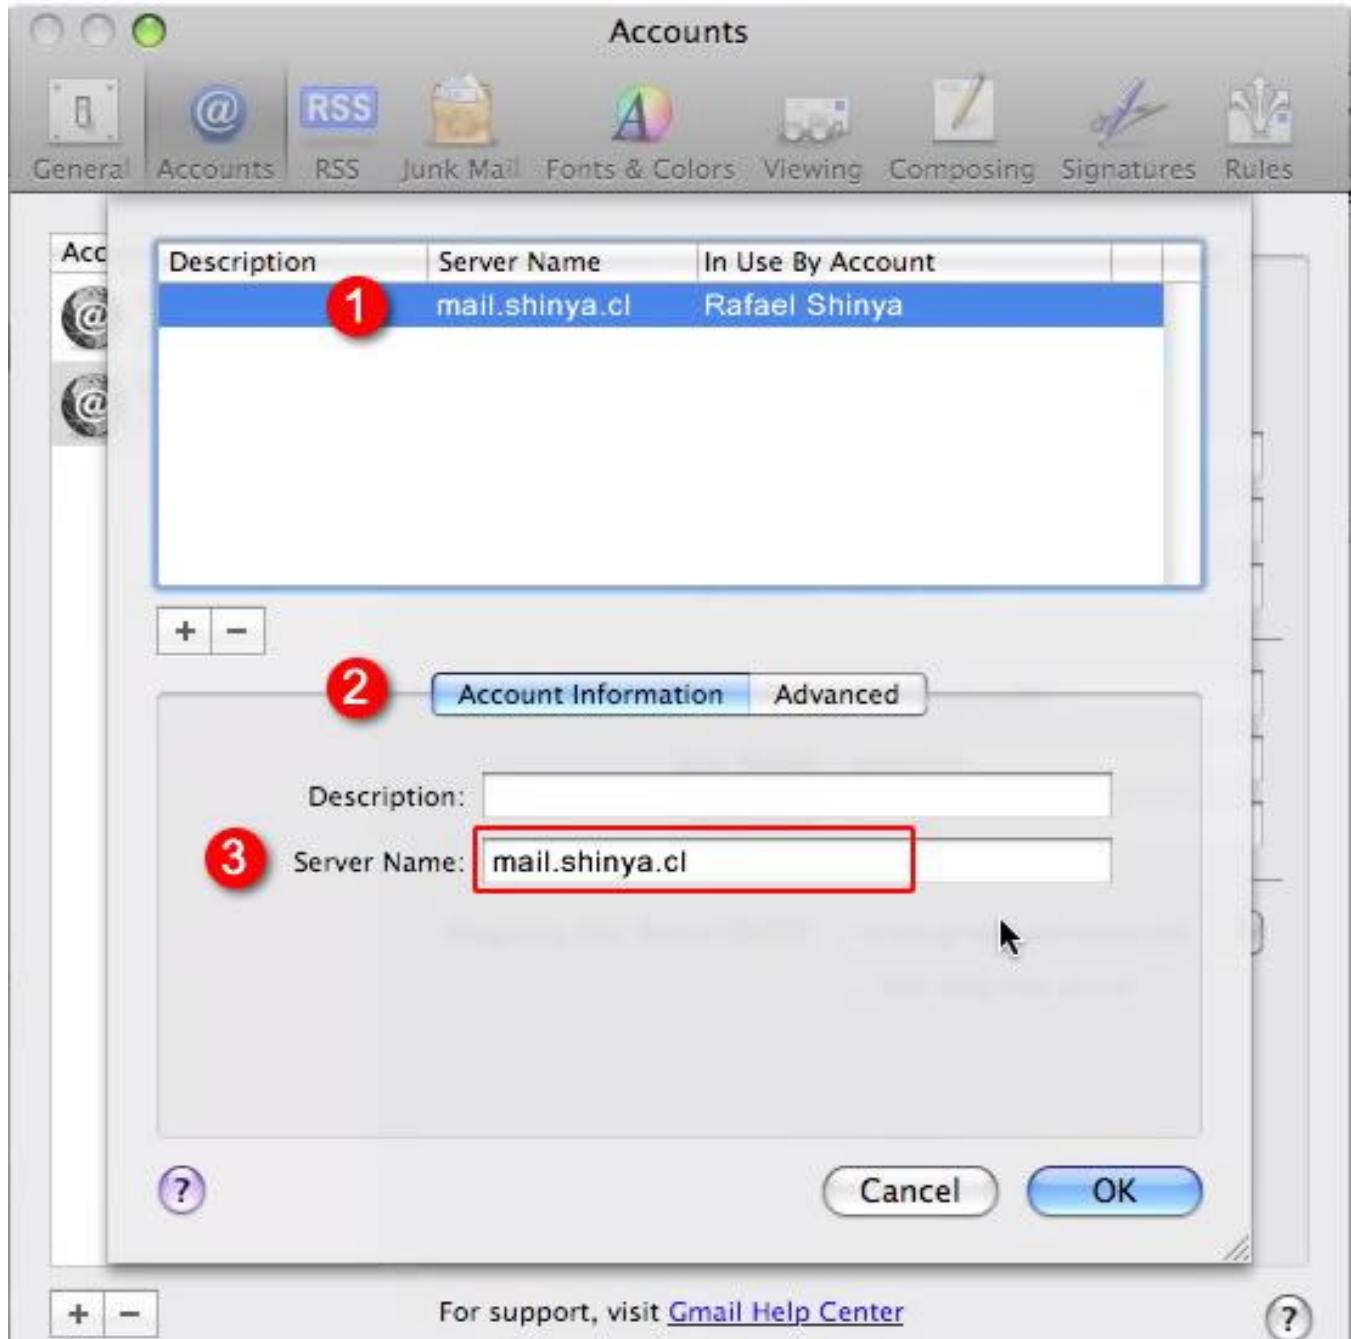 Accounts
RSS
General Accounts RSS Junk Mail Fonts & Colors Viewing Composing Signatures Rules
Acc
Description Server Name In Use By Account
1 mail.shinya.cl Rafael Shinya
+ −
2 Account Information Advanced
Description:
3 Server Name: mail.shinya.cl
? Cancel OK
+ − For support, visit Gmail Help Center ?